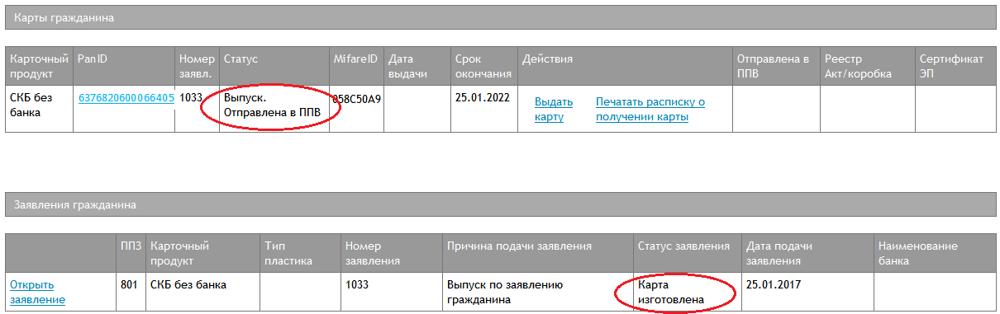 Карты гражданина
Карточный продукт PanID Номер заявл. Статус MifareID Дата выдачи Срок окончания Действия Отправлена в ППВ Реестр Акт/коробка Сертификат ЭП
СКБ без банка 6376820600066405 1033 Выпуск. Отправлена в ППВ 058C50A9 25.01.2022 Выдать карту Печатать расписку о получении карты
Заявления гражданина
ППЗ Карточный продукт Тип пластика Номер заявления Причина подачи заявления Статус заявления Дата подачи заявления Наименование банка
Открыть заявление 801 СКБ без банка 1033 Выпуск по заявлению гражданина Карта изготовлена 25.01.2017